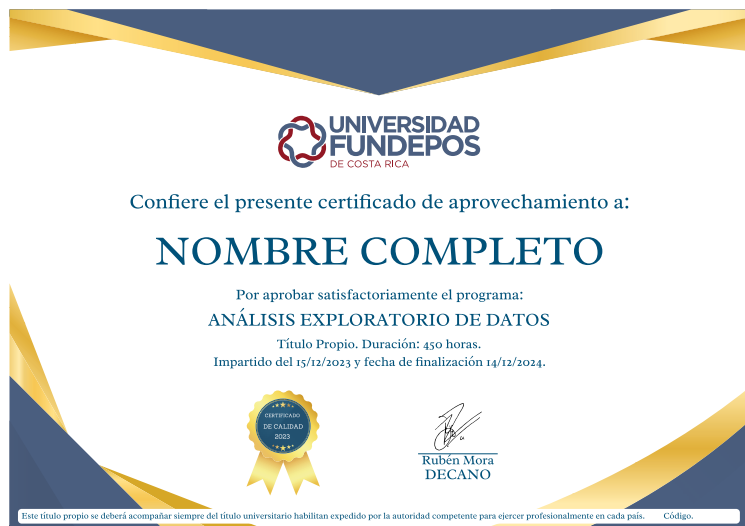 UNIVERSIDAD
FUNDEPOS
DE COSTA RICA
Confiere el presente certificado de aprovechamiento a:
NOMBRE COMPLETO
Por aprobar satisfactoriamente el programa:
ANÁLISIS EXPLORATORIO DE DATOS
Título Propio. Duración: 450 horas.
Impartido del 15/12/2023 y fecha de finalización 14/12/2024.
CERTIFICADO
DE CALIDAD
2023
Rubén Mora
DECANO
Este título propio se deberá acompañar siempre del título universitario habilitan expedido por la autoridad competente para ejercer profesionalmente en cada país. Código.